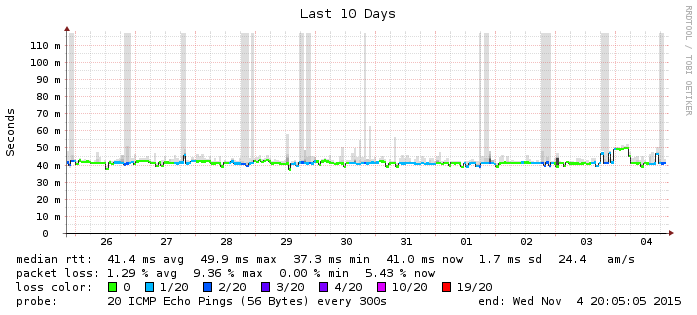 Last 10 Days
RRDTOOL / TOBI OETIKER
Seconds
110 m
100 m
90 m
80 m
70 m
60 m
50 m
40 m
30 m
20 m
10 m
0
26 27 28 29 30 31 01 02 03 04
median rtt: 41.4 ms avg 49.9 ms max 37.3 ms min 41.0 ms now 1.7 ms sd 24.4 am/s
packet loss: 1.29 % avg 9.36 % max 0.00 % min 5.43 % now
loss color: 0 1/20 2/20 3/20 4/20 10/20 19/20
probe: 20 ICMP Echo Pings (56 Bytes) every 300s end: Wed Nov 4 20:05:05 2015